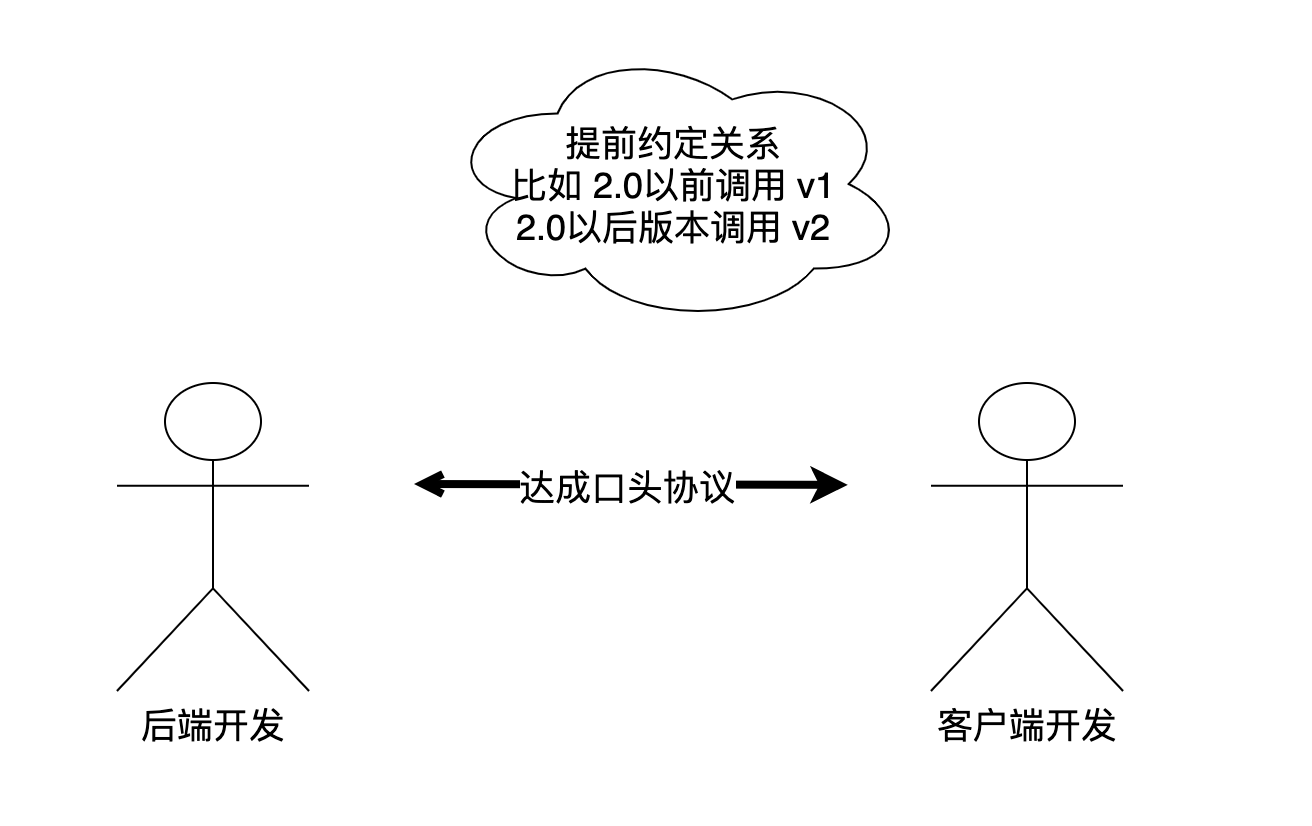 提前约定关系
比如 2.0以前调用 v1
2.0以后版本调用 v2
达成口头协议
后端开发
客户端开发